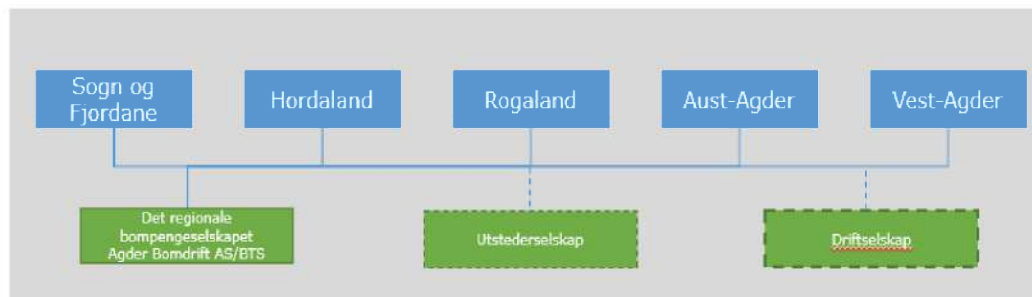 Sogn og
Fjordane
Hordaland
Rogaland
Aust-Agder
Vest-Agder
Det regionale
bompengeselskapet
Agder Bomdrift AS/BTS
Utstederselskap
Driftselskap